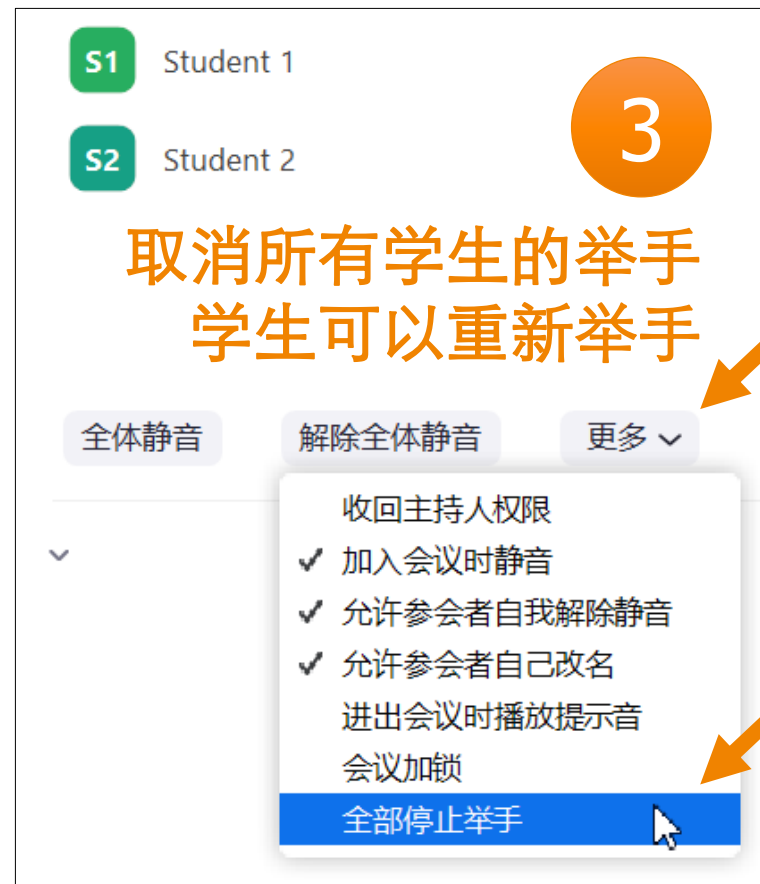 S1 Student 1
3
S2 Student 2
取消所有学生的举手
学生可以重新举手
全体静音 解除全体静音 更多
收回主持人权限
✓ 加入会议时静音
✓ 允许参会者自我解除静音
✓ 允许参会者自己改名
进出会议时播放提示音
会议加锁
全部停止举手